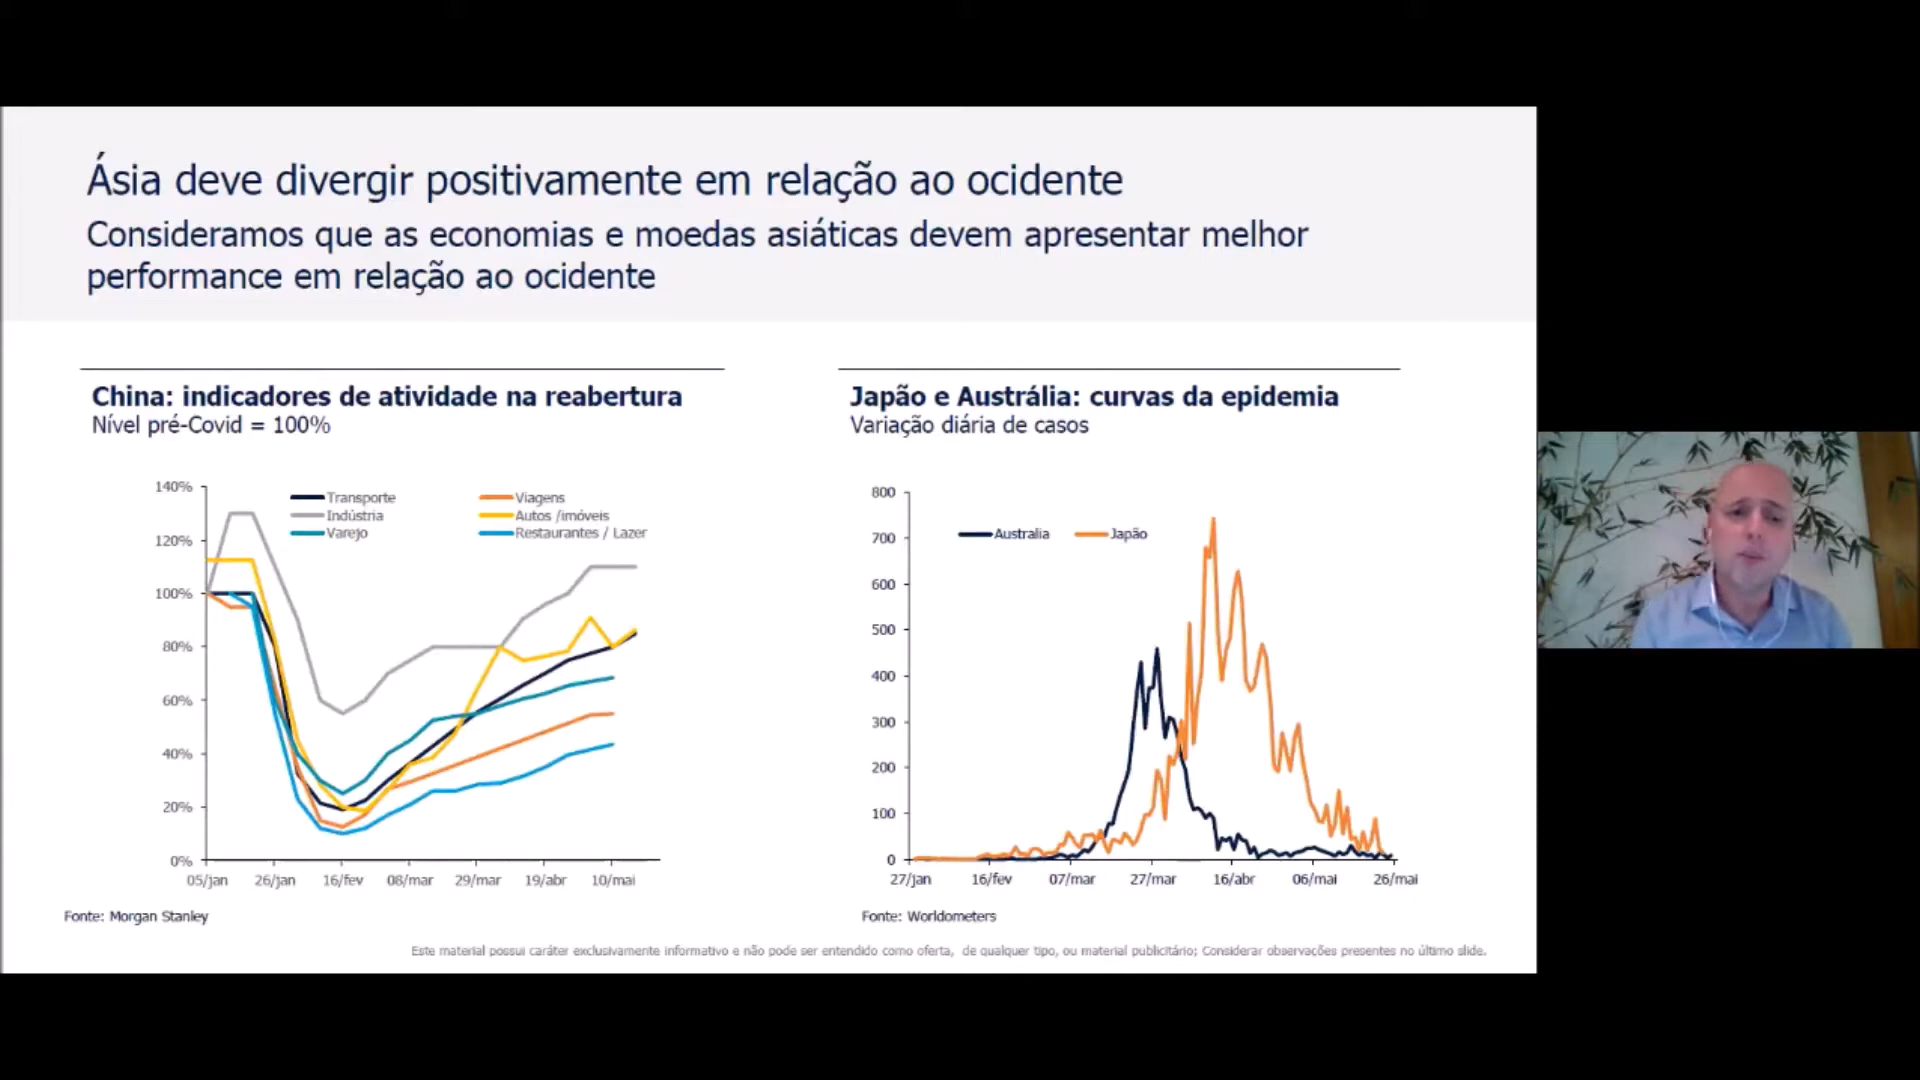 Ásia deve divergir positivamente em relação ao ocidente
Consideramos que as economias e moedas asiáticas devem apresentar melhor
performance em relação ao ocidente
China: indicadores de atividade na reabertura
Nível pré-Covid = 100%
140%
120%
100%
80%
60%
40%
20%
0%
Transporte
Viagens
Indústria
Autos /imóveis
Varejo
Restaurantes / Lazer
05/jan 26/jan 16/fev 08/mar 29/mar 19/abr 10/mai
Fonte: Morgan Stanley
Japão e Austrália: curvas da epidemia
Variação diária de casos
800
700
600
500
400
300
200
100
0
Australia Japão
27/jan 16/fev 07/mar 27/mar 16/abr 06/mai 26/mai
Fonte: Worldometers
Este material possui caráter exclusivamente informativo e não pode ser entendido como oferta, de qualquer tipo, ou material publicitário; Considerar observações presentes no último slide.